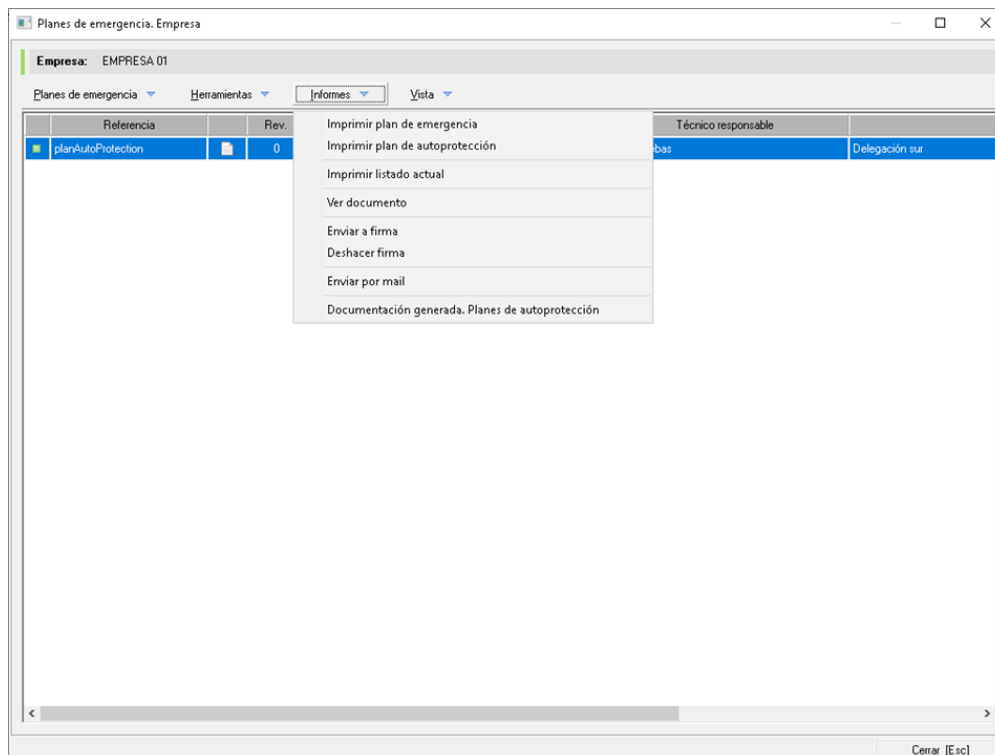 Planes de emergencia. Empresa
Empresa: EMPRESA 01
Planes de emergencia Herramientas Informes Vista
Referencia Rev. Técnico responsable
planAutoProtection 0 bas Delegación sur
Imprimir plan de emergencia
Imprimir plan de autoprotección
Imprimir listado actual
Ver documento
Enviar a firma
Deshacer firma
Enviar por mail
Documentación generada. Planes de autoprotección
Cerrar [Esc]